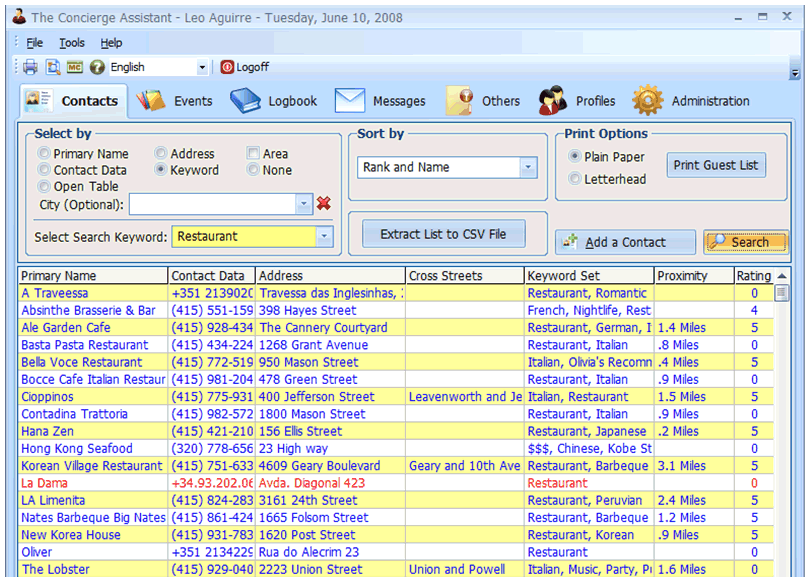 The Concierge Assistant - Leo Aguirre - Tuesday, June 10, 2008
File Tools Help
MC English Logoff
Contacts Events Logbook Messages Others Profiles Administration
Select by Sort by Print Options
Primary Name Address Area Plain Paper
Contact Data Keyword None Rank and Name Print Guest List
Open Table Letterhead
City (Optional):
Select Search Keyword: Restaurant Extract List to CSV File Add a Contact Search
Primary Name Contact Data Address Cross Streets Keyword Set Proximity Rating
A Traveessa +351 2139020 Travessa das Inglesinhas, Restaurant, Romantic 0
Absinthe Brasserie & Bar (415) 551-159 398 Hayes Street French, Nightlife, Rest 4
Ale Garden Cafe (415) 928-434 The Cannery Courtyard Restaurant, German, 1.4 Miles 5
Basta Pasta Restaurant (415) 434-224 1268 Grant Avenue Restaurant, Italian .8 Miles 0
Bella Voce Restaurant (415) 772-519 950 Mason Street Italian, Olivia's Recomm .4 Miles 5
Bocce Cafe Italian Restaur (415) 981-204 478 Green Street Restaurant, Italian .9 Miles 0
Cioppinos (415) 775-931 400 Jefferson Street Leavenworth and Je Italian, Restaurant 1.5 Miles 5
Contadina Trattoria (415) 982-572 1800 Mason Street Restaurant, Italian .9 Miles 0
Hana Zen (415) 421-210 156 Ellis Street Restaurant, Japanese .2 Miles 5
Hong Kong Seafood (320) 778-656 23 High way $$$, Chinese, Kobe St 0
Korean Village Restaurant (415) 751-633 4609 Geary Boulevard Geary and 10th Ave Restaurant, Barbeque 3.1 Miles 5
La Dama +34.93.202.06 Avda. Diagonal 423 Restaurant 0
LA Limenita (415) 824-283 3161 24th Street Restaurant, Peruvian 2.4 Miles 5
Nates Barbeque Big Nates (415) 861-424 1665 Folsom Street Restaurant, Barbeque 1.2 Miles 5
New Korea House (415) 931-783 1620 Post Street Restaurant, Korean .9 Miles 5
Oliver +351 2134229 Rua do Alecrim 23 Restaurant 0
The Lobster (415) 929-040 2223 Union Street Union and Powell Italian, Music, Party, 1.6 Miles 0